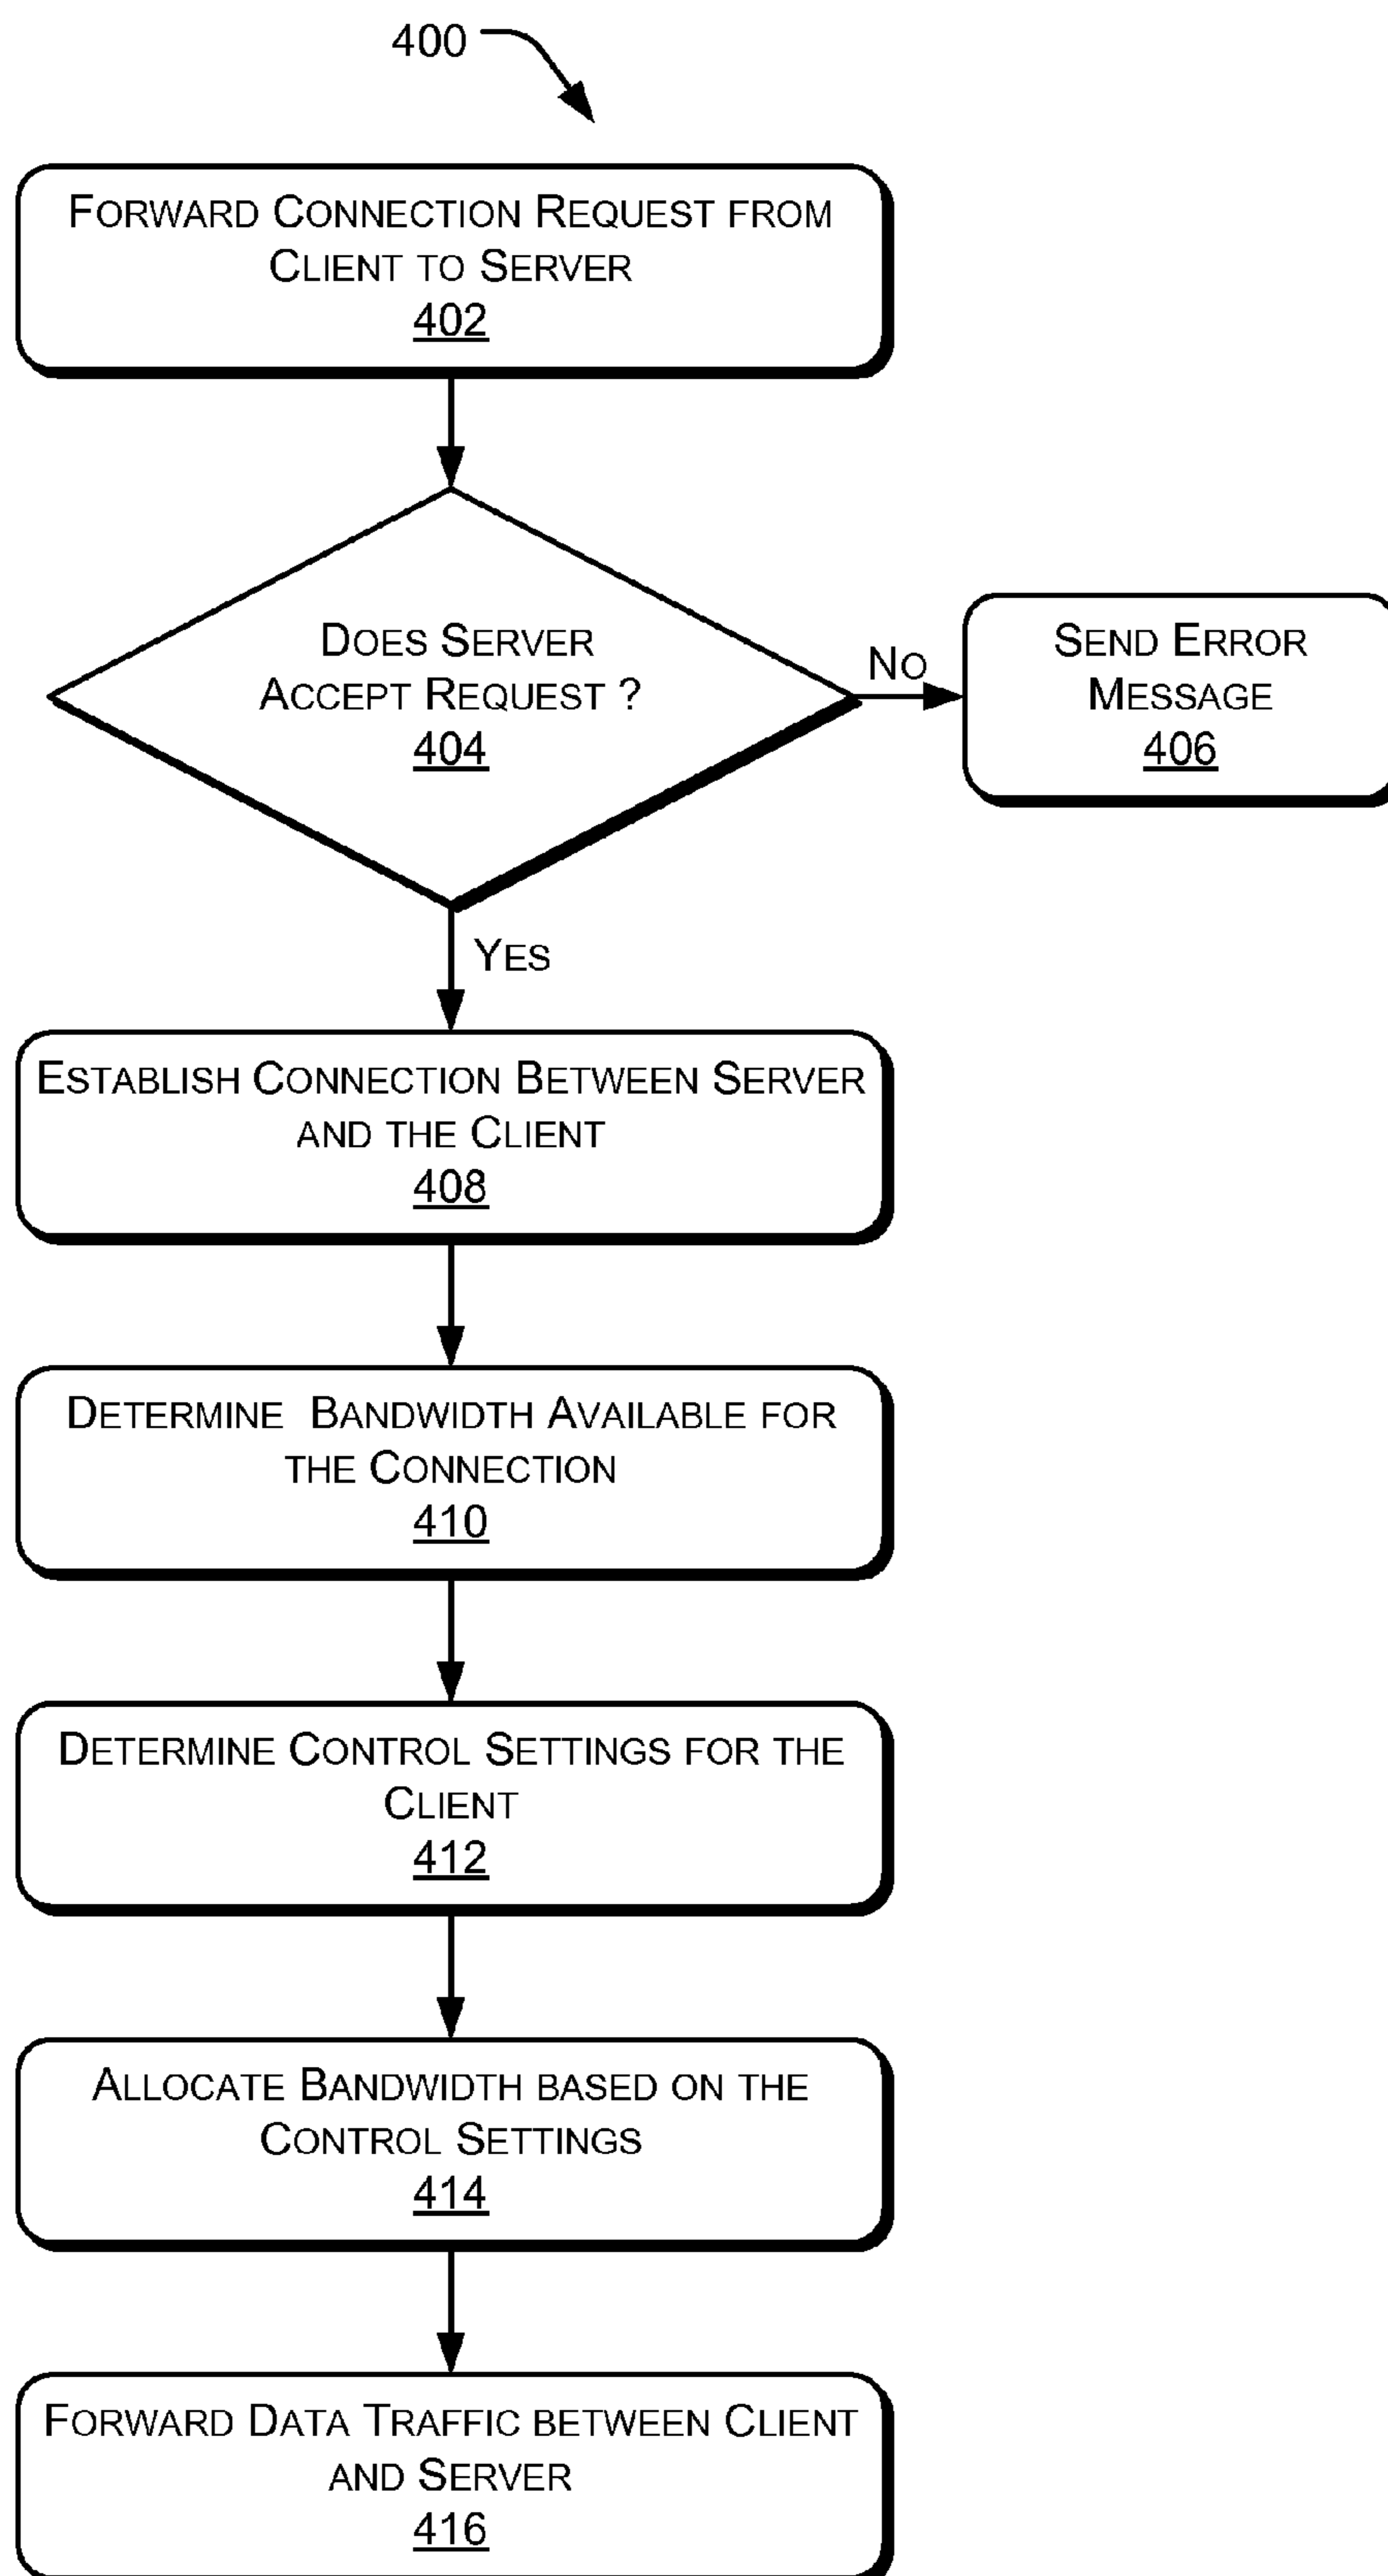 400
FORWARD CONNECTION REQUEST FROM
CLIENT TO SERVER
402
DOES SERVER
ACCEPT REQUEST ?
404
NO
SEND ERROR
MESSAGE
406
YES
ESTABLISH CONNECTION BETWEEN SERVER
AND THE CLIENT
408
DETERMINE BANDWIDTH AVAILABLE FOR
THE CONNECTION
410
DETERMINE CONTROL SETTINGS FOR THE
CLIENT
412
ALLOCATE BANDWIDTH BASED ON THE
CONTROL SETTINGS
414
FORWARD DATA TRAFFIC BETWEEN CLIENT
AND SERVER
416